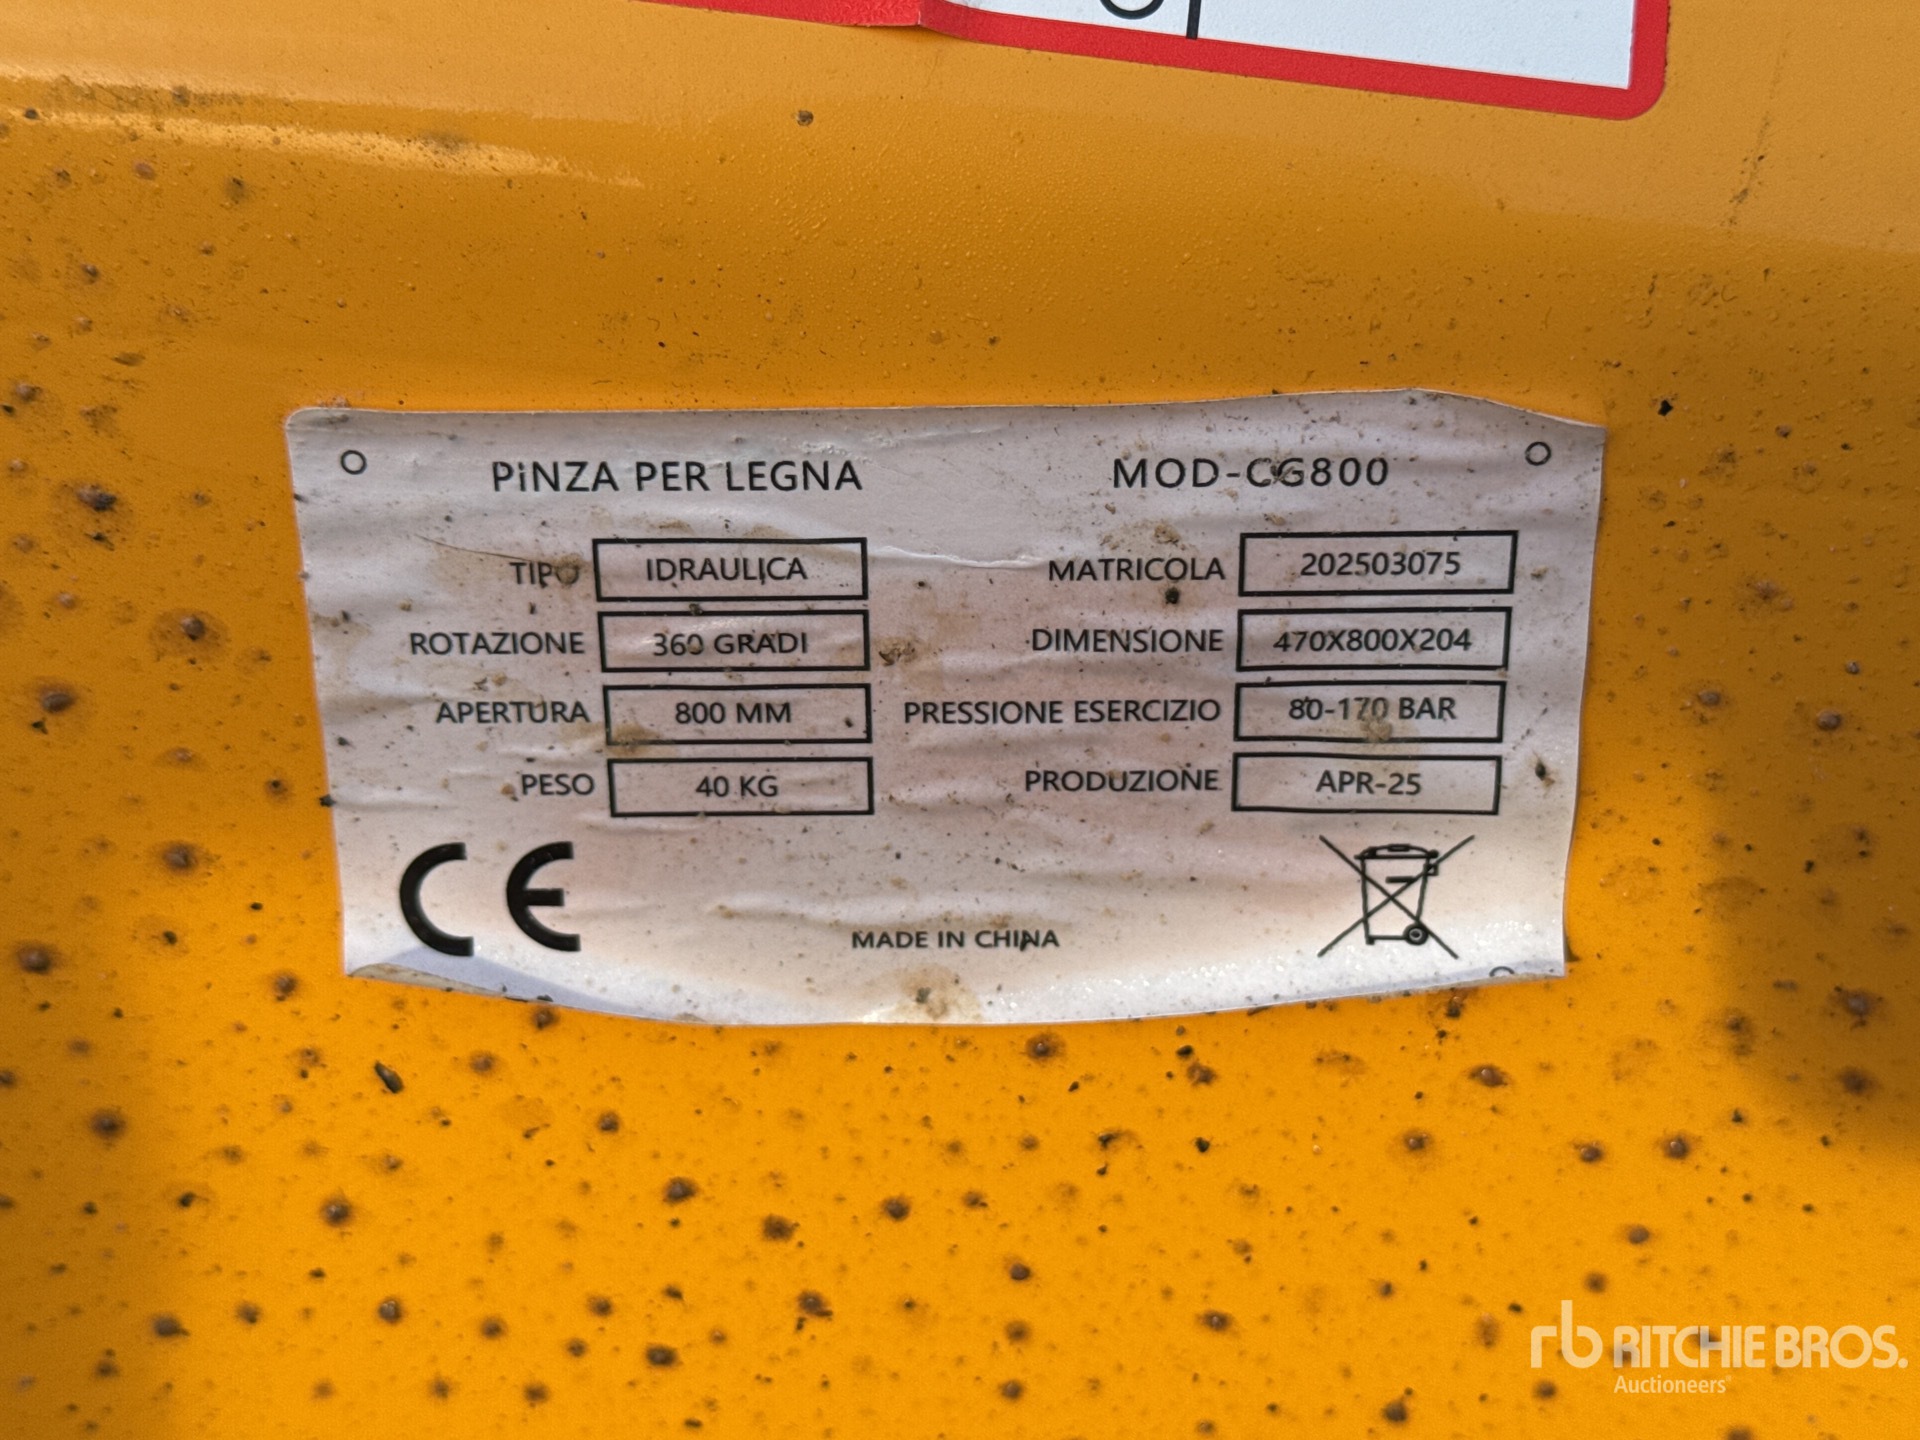 PiNZA PER LEGNA MOD-CG800
TIPO IDRAULICA MATRICOLA 202503075
ROTAZIONE 360 GRADI DIMENSIONE 470X800X204
APERTURA 800 MM PRESSIONE ESERCIZIO 80-170 BAR
PESO 40 KG PRODUZIONE APR-25
CE
MADE IN CHINA
rb RITCHIE BROS.
Auctioneers